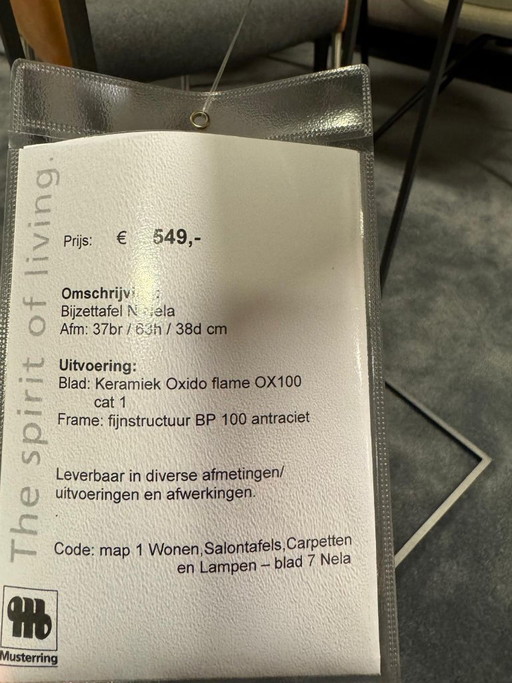 The spirit of living.
Prijs: € 549,-
Omschrijvi
Bijzettafel N ela
Afm: 37br / 63h / 38d cm
Uitvoering:
Blad: Keramiek Oxido flame OX100
cat 1
Frame: fijnstructuur BP 100 antraciet
Leverbaar in diverse afmetingen/
uitvoeringen en afwerkingen.
Code: map 1 Wonen,Salontafels,Carpetten
en Lampen – blad 7 Nela
Musterring